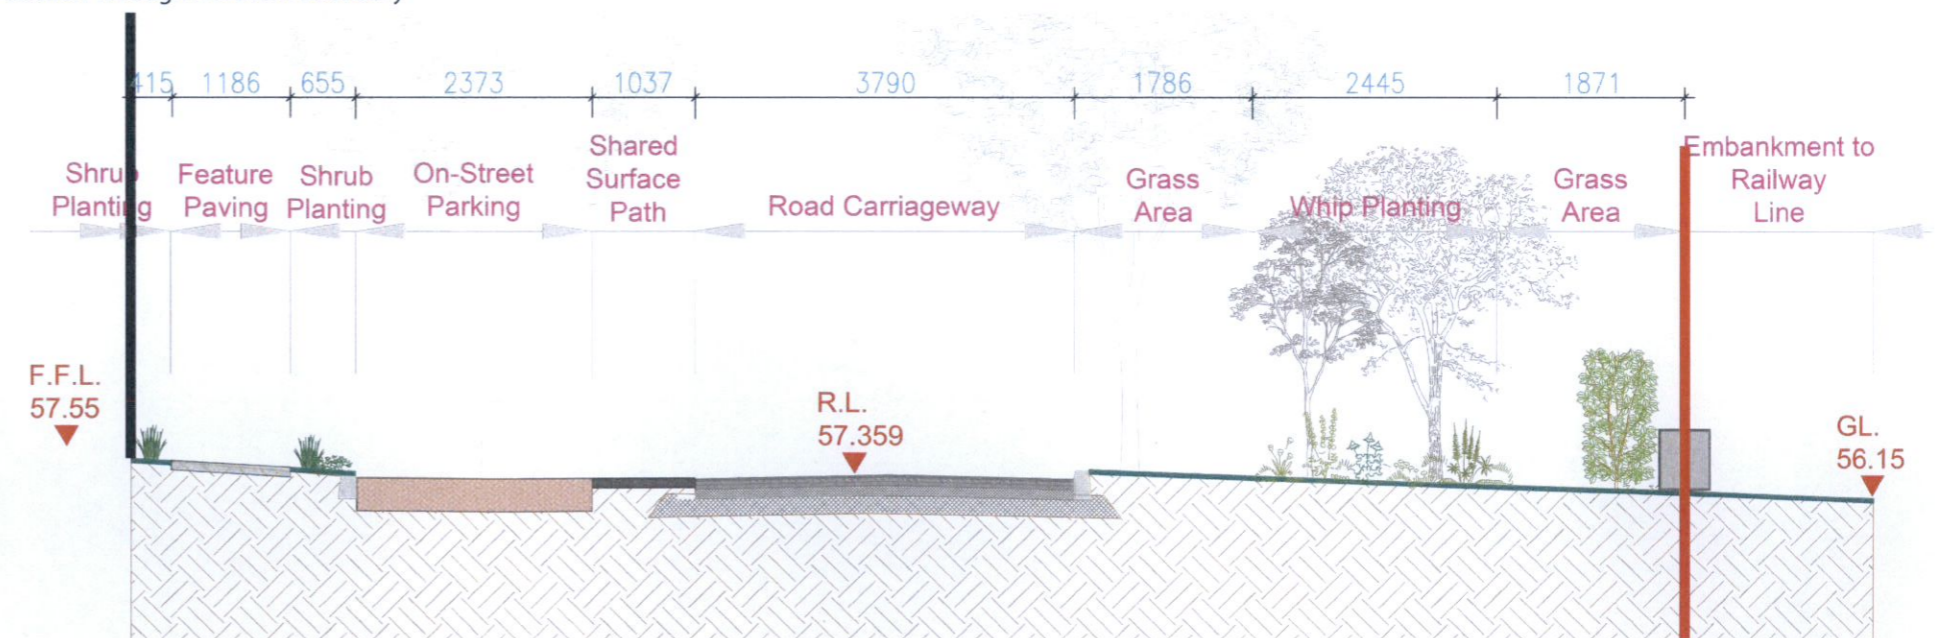 415 1186 655 2373 1037 3790 1786 2445 1871
Shrub
Planting
Feature
Paving
Shrub
Planting
On-Street
Parking
Shared
Surface
Path
Road Carriageway
Grass
Area
Whip Planting
Grass
Area
Embankment to
Railway
Line
F.F.L.
57.55
R.L.
57.359
GL.
56.15